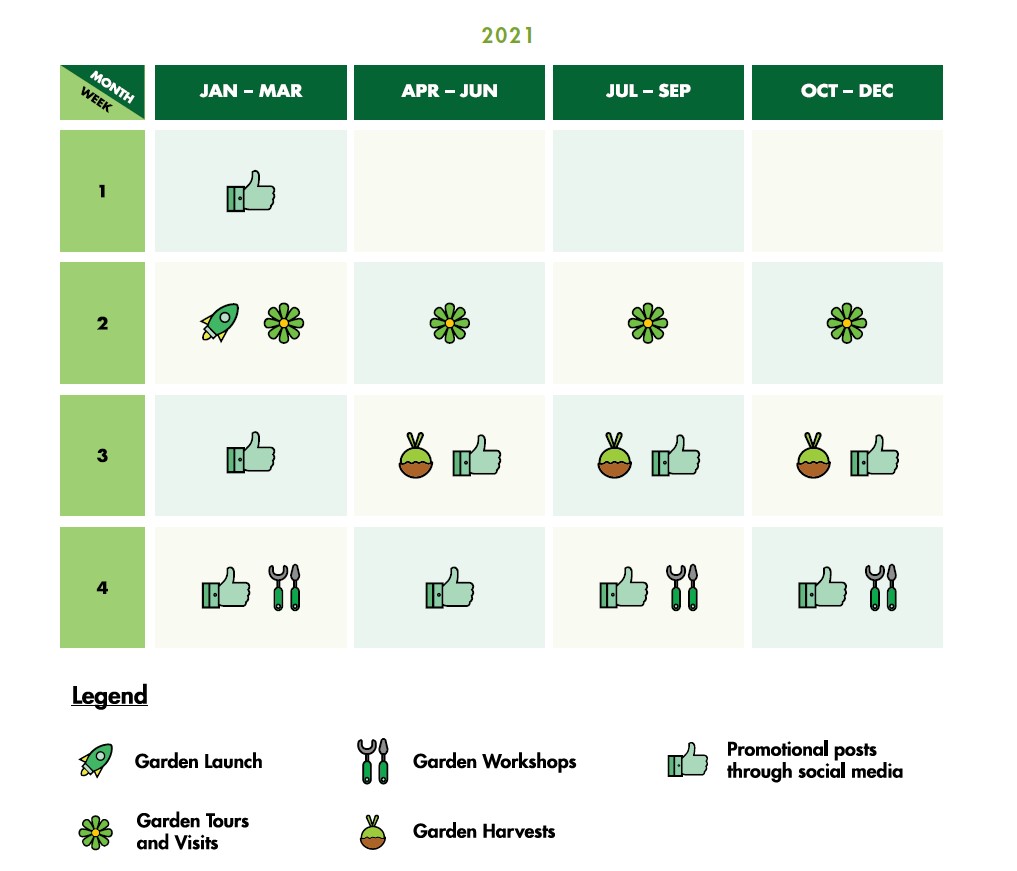 2021
MONTH
WEEK
JAN – MAR
APR – JUN
JUL – SEP
OCT – DEC
1
2
3
4
Legend
Garden Launch
Garden Workshops
Promotional posts
through social media
Garden Tours
and Visits
Garden Harvests